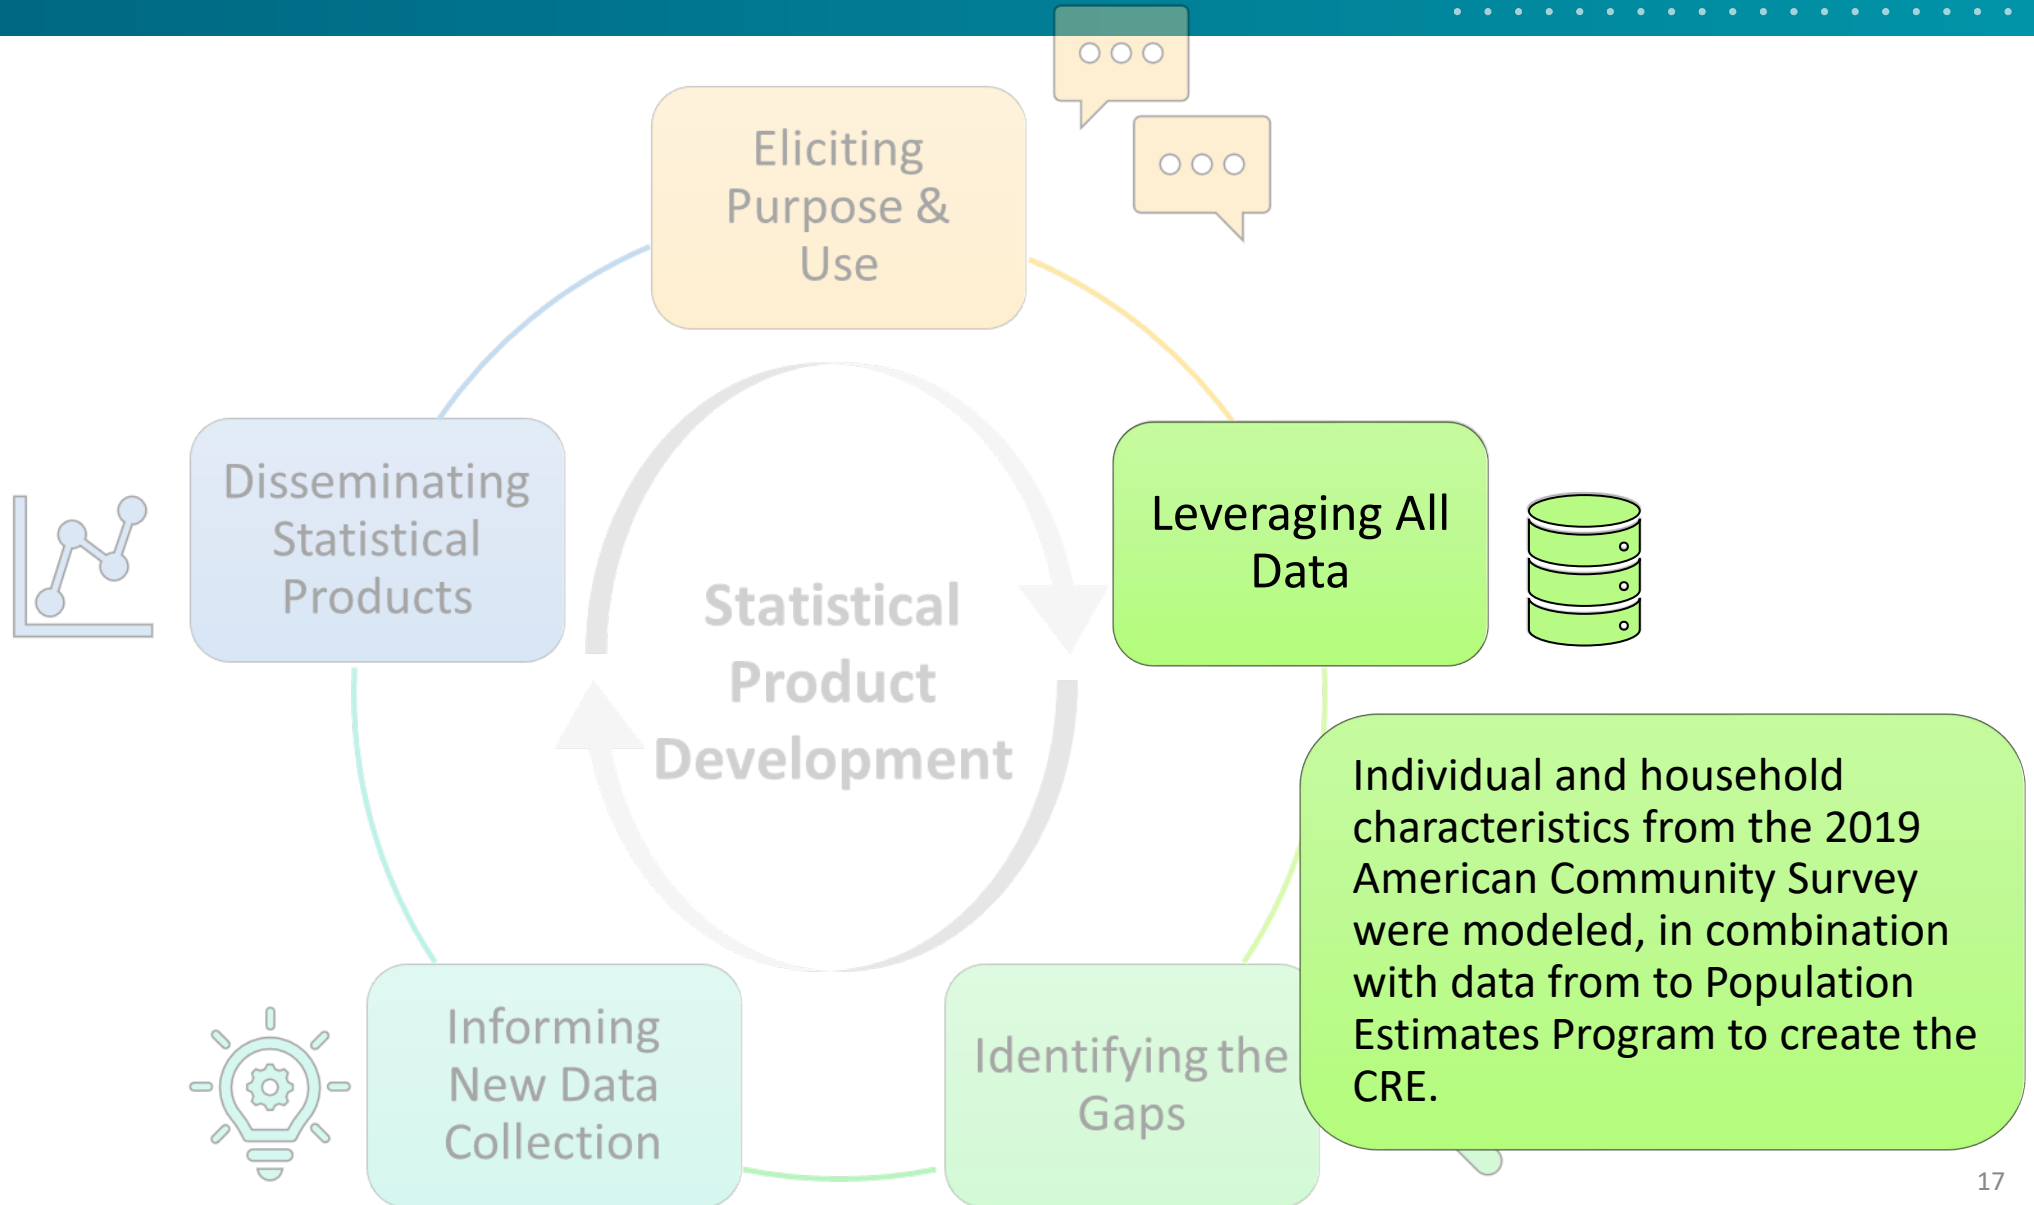 Eliciting
Purpose &
Use
Leveraging All
Data
Individual and household
characteristics from the 2019
American Community Survey
were modeled, in combination
with data from to Population
Estimates Program to create the
CRE.
Identifying the
Gaps
Informing
New Data
Collection
Disseminating
Statistical
Products
Statistical
Product
Development
17